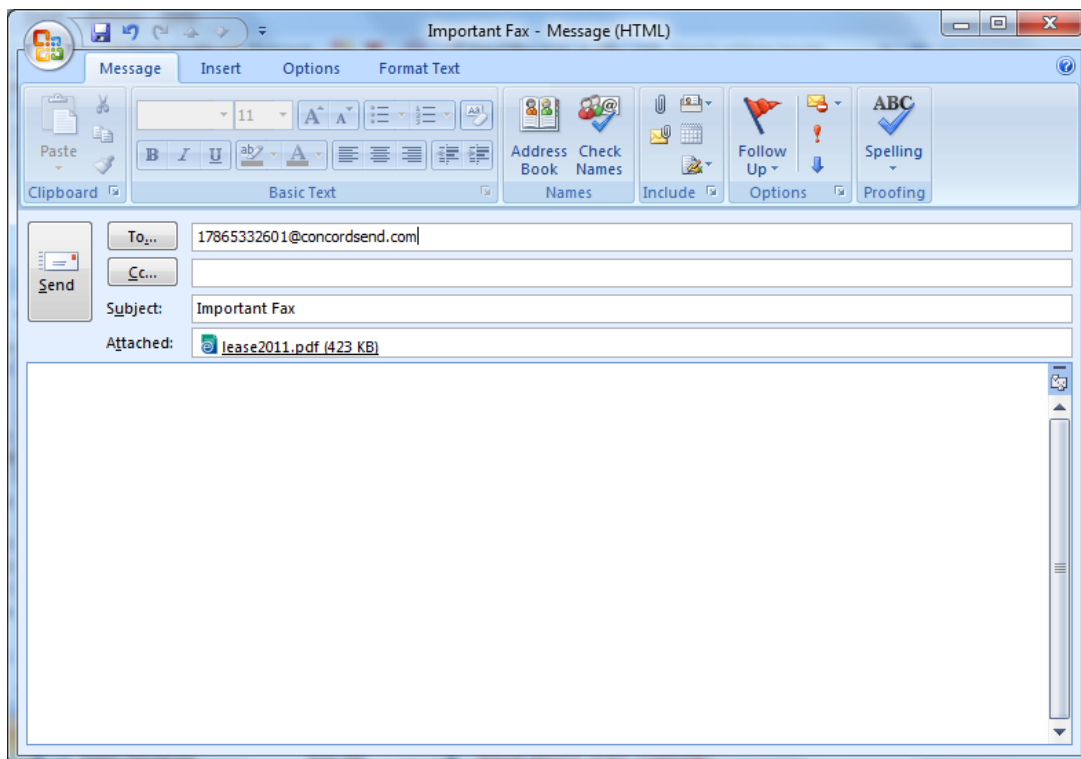 Important Fax - Message (HTML)
Message Insert Options Format Text
Paste
Clipboard
11
A A
B I U ab A
Basic Text
Address Book
Check Names
Names
Include
Follow Up
Options
ABC
Spelling
Proofing
Send
To... 17865332601@concordsend.com
Cc...
Subject: Important Fax
Attached: lease2011.pdf (423 KB)